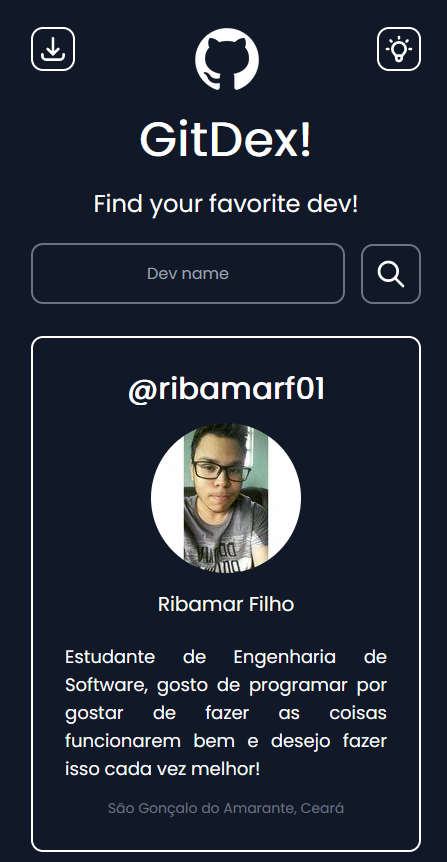 GitDex!
Find your favorite dev!
Dev name
@ribamarf01
Ribamar Filho
Estudante de Engenharia de
Software, gosto de programar por
gostar de fazer as coisas
funcionarem bem e desejo fazer
isso cada vez melhor!
São Gonçalo do Amarante, Ceará